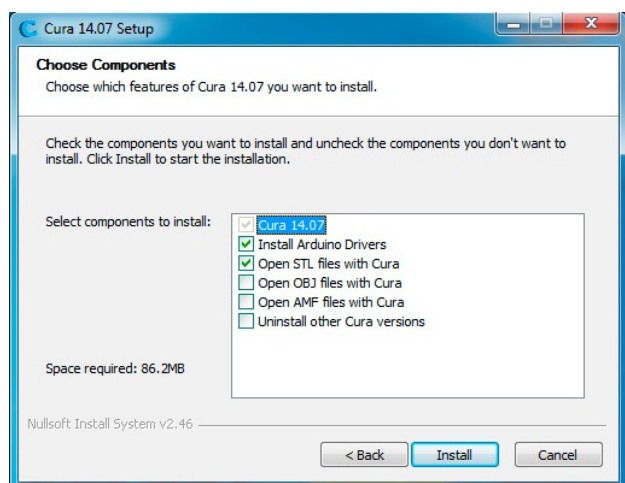 Cura 14.07 Setup
Choose Components
Choose which features of Cura 14.07 you want to install.
Check the components you want to install and uncheck the components you don't want to
install. Click Install to start the installation.
Select components to install:
Cura 14.07
Install Arduino Drivers
Open STL files with Cura
Open OBJ files with Cura
Open AMF files with Cura
Uninstall other Cura versions
Space required: 86.2MB
Nullsoft Install System v2.46
< Back
Install
Cancel